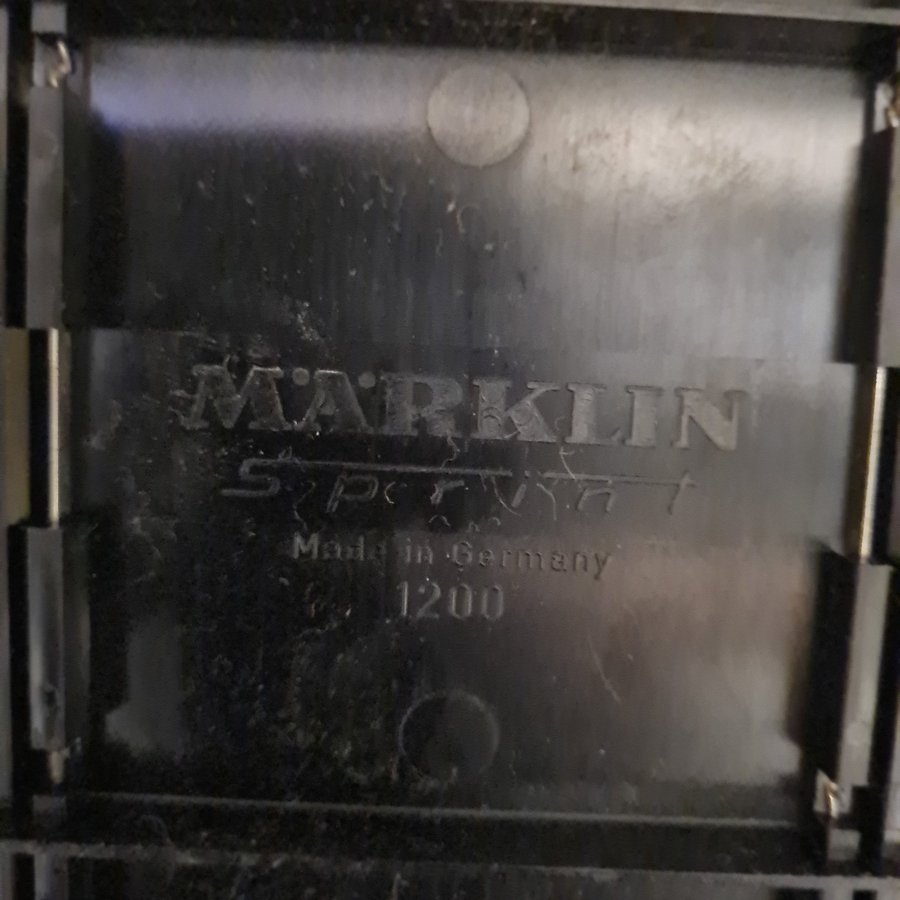 MÄRKLIN
Sprint
Made in Germany
1200